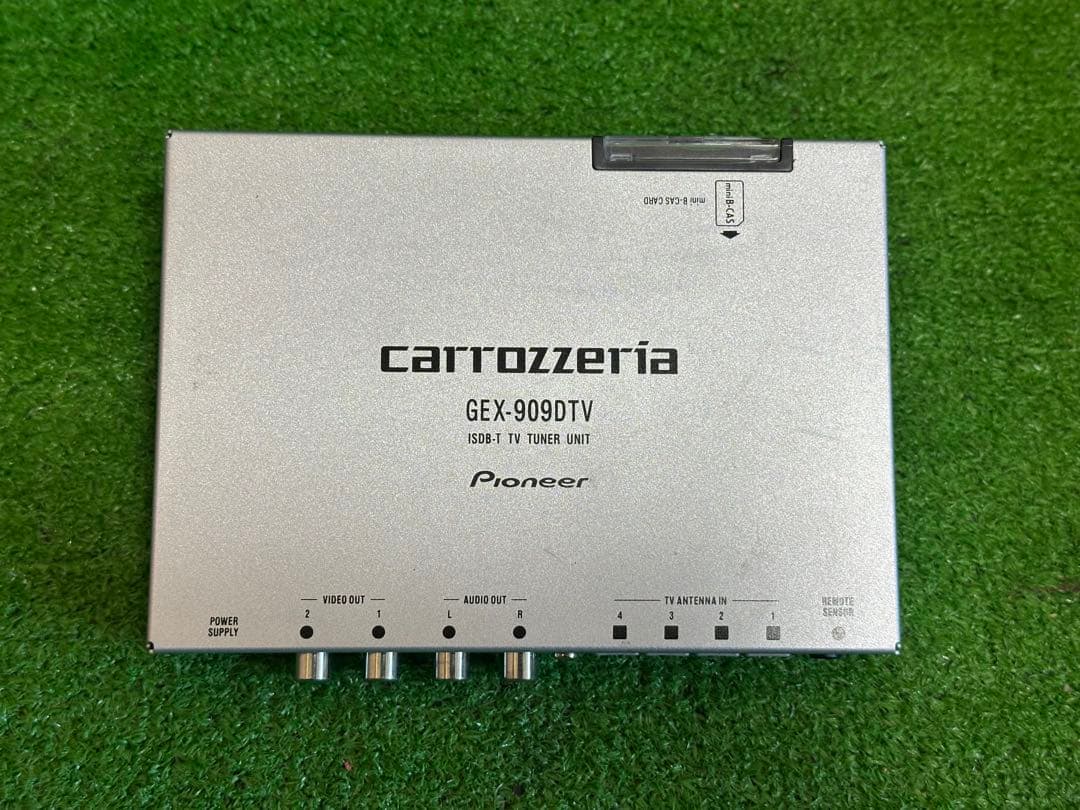 mini B-CAS
mini B-CAS CARD
carrozzeria
GEX-909DTV
ISDB-T TV TUNER UNIT
Pioneer
POWER SUPPLY
VIDEO OUT
2 1
AUDIO OUT
L R
TV ANTENNA IN
4 3 2 1
REMOTE SENSOR